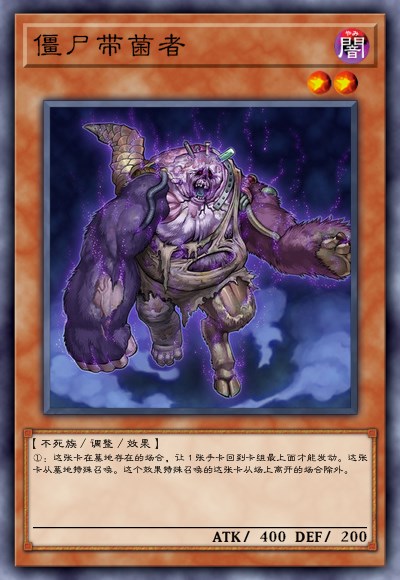 僵尸带菌者
やみ
闇
【不死族／调整／效果】
①：这张卡在墓地存在的场合，让1张手卡回到卡组最上面才能发动。这张
卡从墓地特殊召唤。这个效果特殊召唤的这张卡从场上离开的场合除外。
ATK/ 400 DEF/ 200